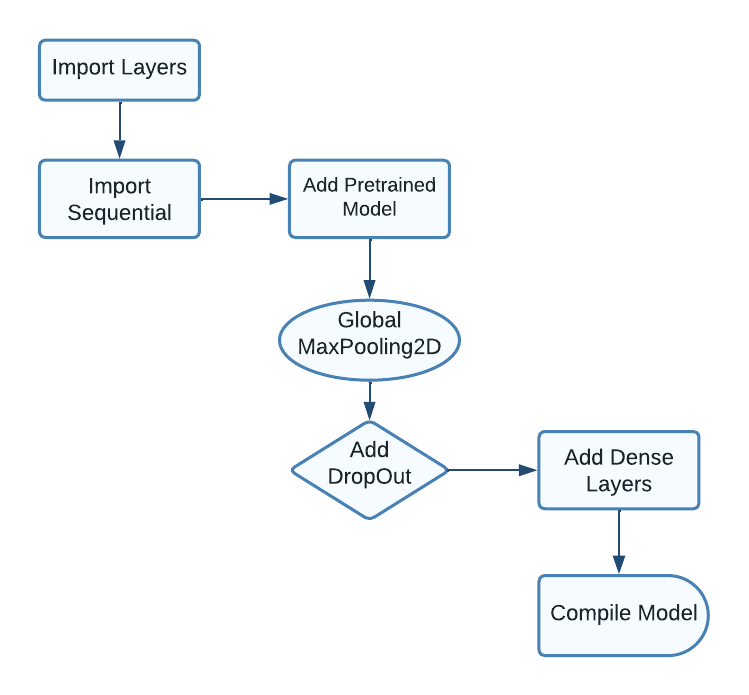 Import Layers
Import
Sequential
Add Pretrained
Model
Global
MaxPooling2D
Add
DropOut
Add Dense
Layers
Compile Model